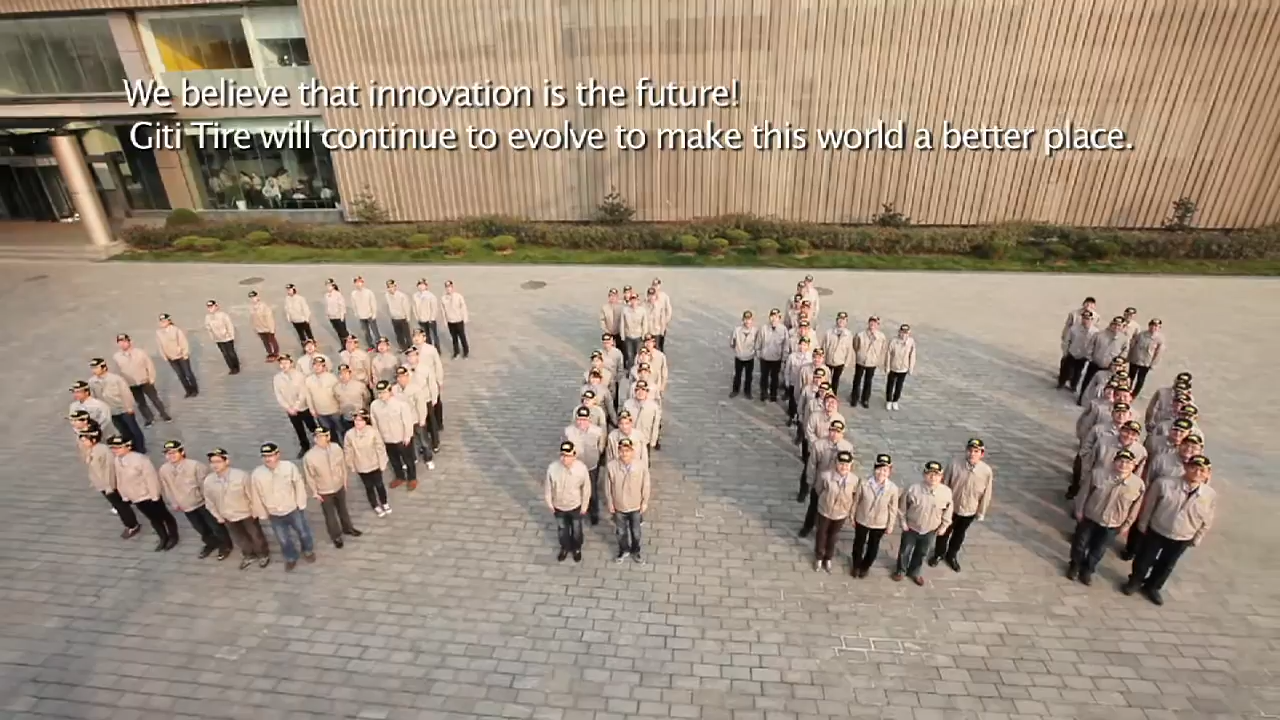 We believe that innovation is the future!
Giti Tire will continue to evolve to make this world a better place.
Giti